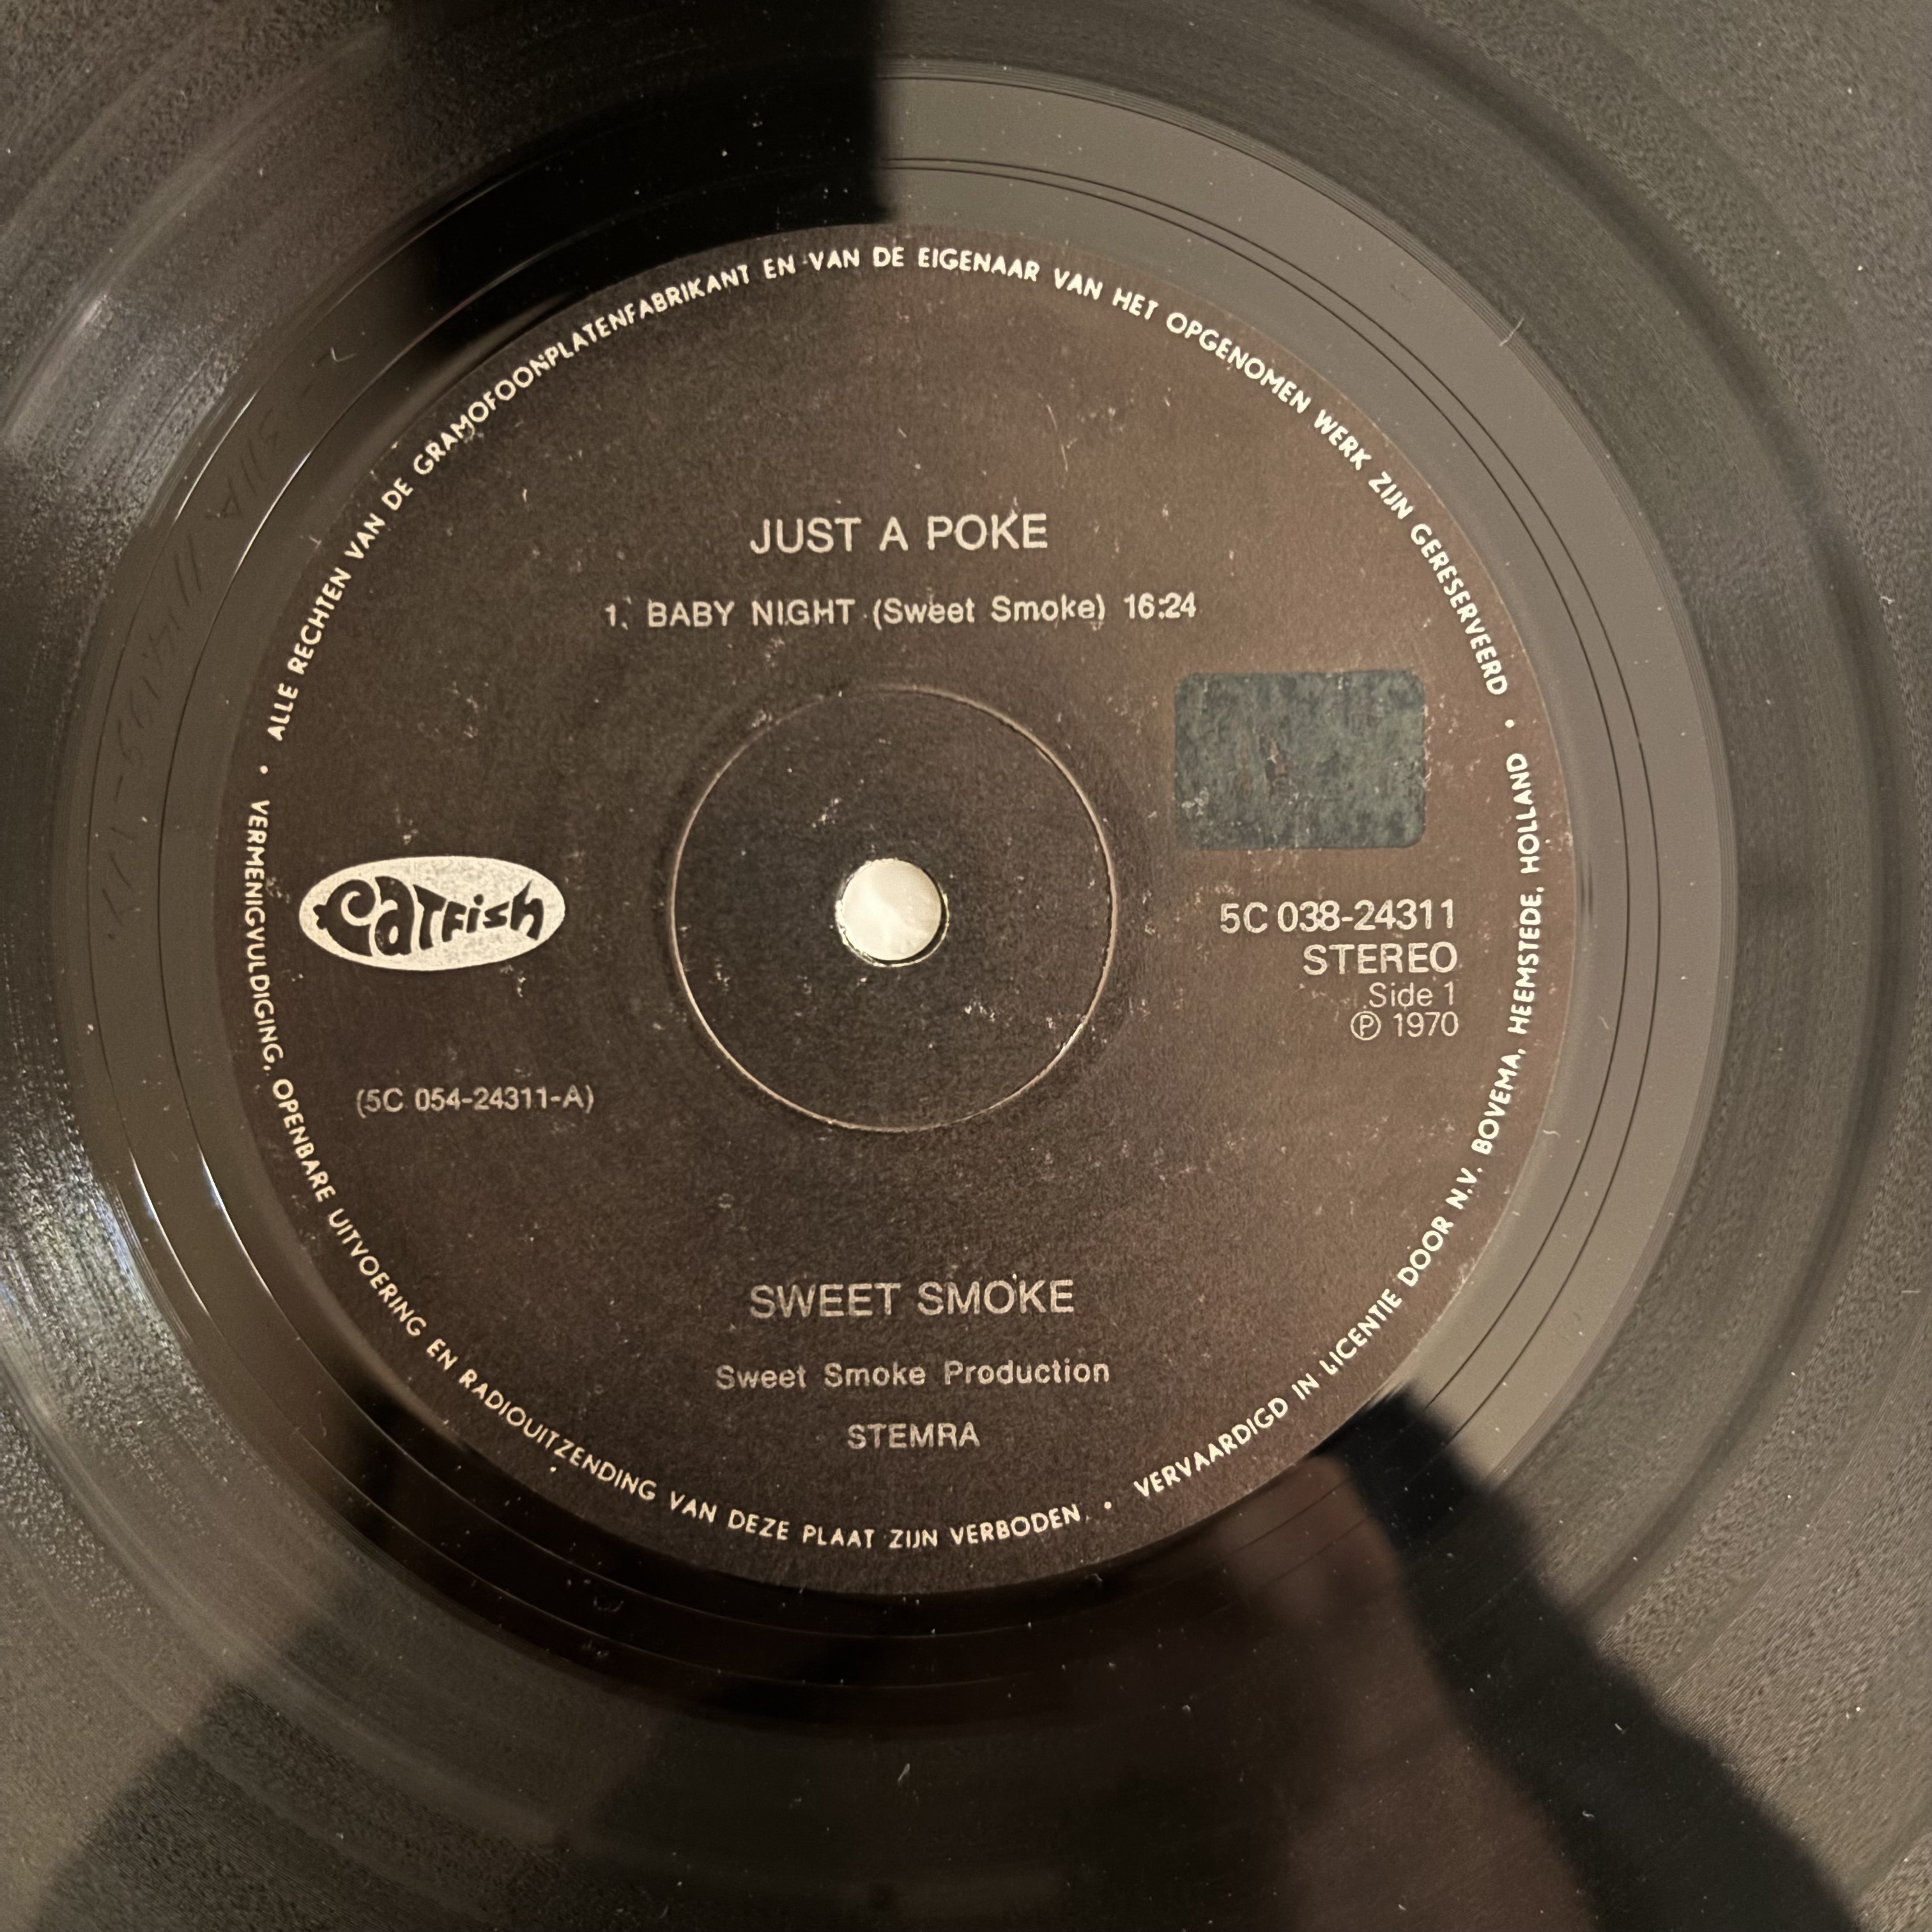 ALLE RECHTEN VAN DE GRAMOFOONPLATENFABRIKANT EN VAN DE EIGENAAR VAN HET OPGENOMEN WERK ZIJN GERESERVEERD •
JUST A POKE
1. BABY NIGHT (Sweet Smoke) 16:24
catfish
5C 038-24311
STEREO
Side 1
℗ 1970
(5C 054-24311-A)
SWEET SMOKE
Sweet Smoke Production
STEMRA
• VERMENIGVULDIGING, OPENBARE UITVOERING EN RADIOUITZENDING VAN DEZE PLAAT ZIJN VERBODEN. •
VERVAARDIGD IN LICENTIE DOOR N.V. BOVEMA, HEEMSTEDE, HOLLAND